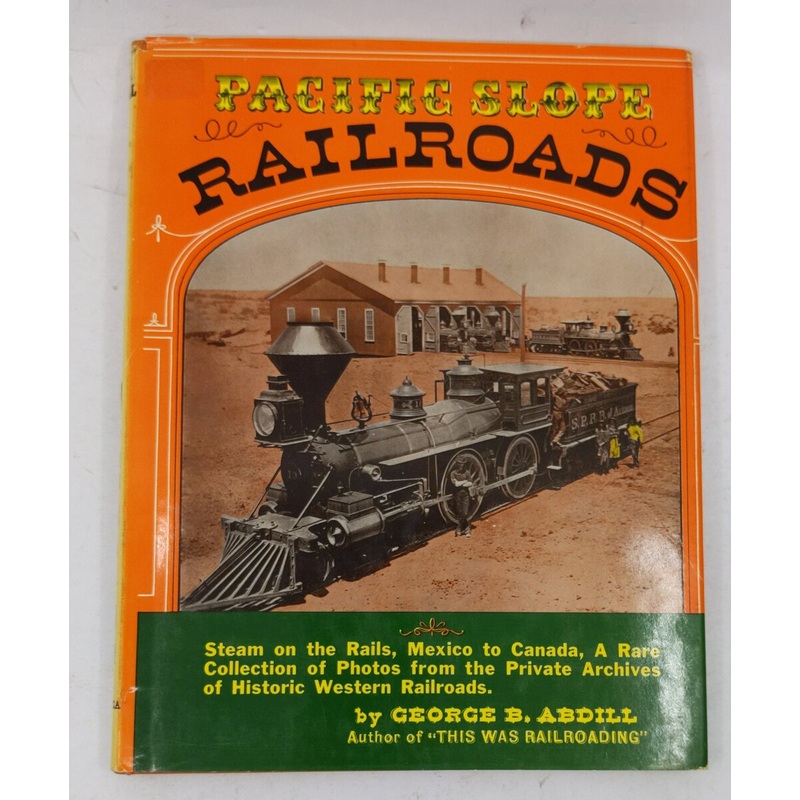 PACIFIC SLOPE
RAILROADS
S.P.R.R. of A.
Steam on the Rails, Mexico to Canada, A Rare
Collection of Photos from the Private Archives
of Historic Western Railroads.
by GEORGE B. ABDILL
Author of "THIS WAS RAILROADING"